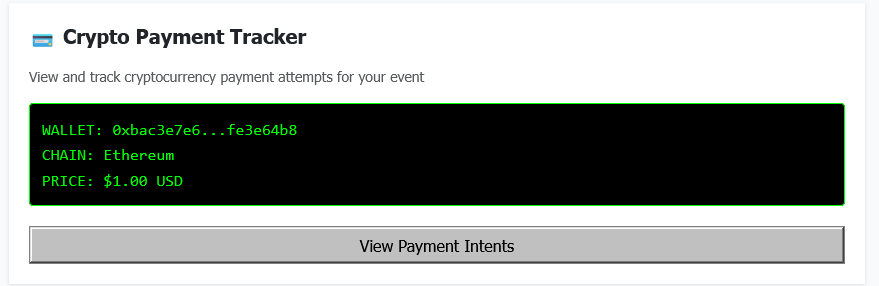 Crypto Payment Tracker
View and track cryptocurrency payment attempts for your event
WALLET: 0xbac3e7e6...fe3e64b8
CHAIN: Ethereum
PRICE: $1.00 USD
View Payment Intents